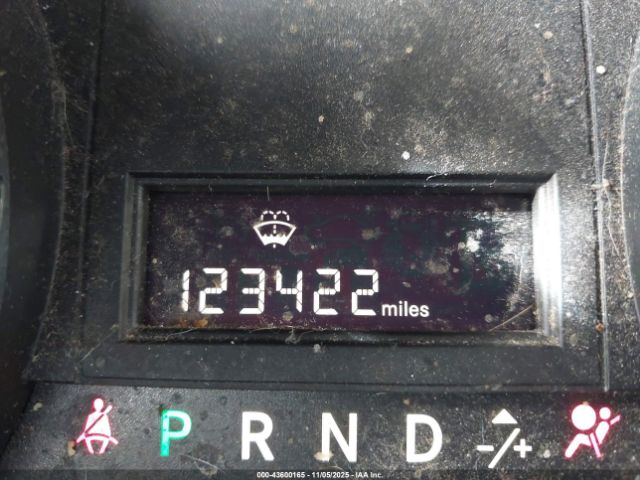 123422 miles
P R N D -/+
000-43600165 - 11/05/2025 - IAA Inc.